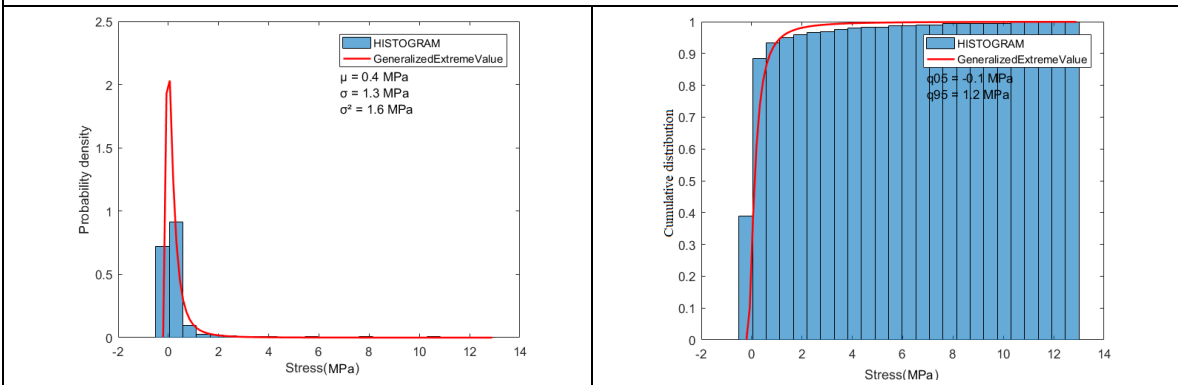 2.5
2
1.5
1
0.5
0
-2
0
2
4
6
8
10
12
14
Probability density
Stress(MPa)
HISTOGRAM
GeneralizedExtremeValue
μ = 0.4 MPa
σ = 1.3 MPa
σ² = 1.6 MPa
1
0.9
0.8
0.7
0.6
0.5
0.4
0.3
0.2
0.1
0
-2
0
2
4
6
8
10
12
14
Cumulative distribution
Stress(MPa)
HISTOGRAM
GeneralizedExtremeValue
q05 = -0.1 MPa
q95 = 1.2 MPa